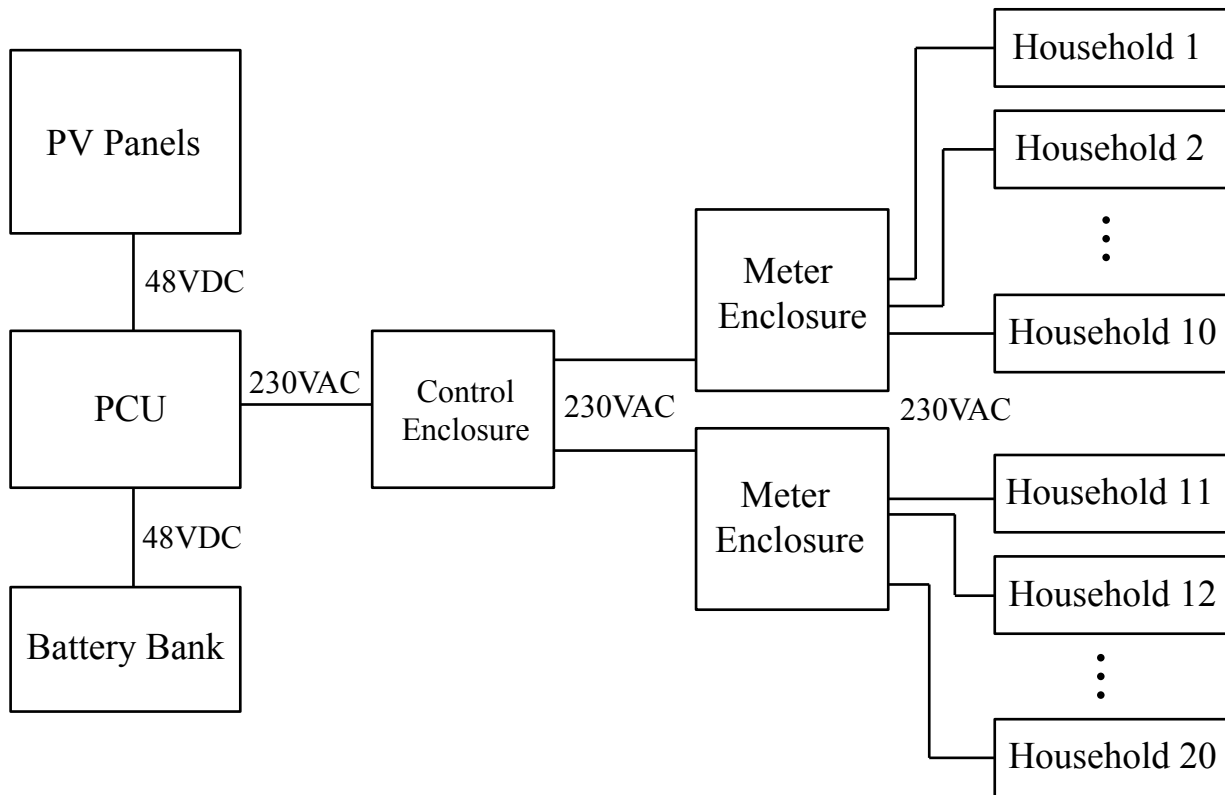 PV Panels
48VDC
PCU
48VDC
Battery Bank
230VAC
Control
Enclosure
230VAC
Meter
Enclosure
Meter
Enclosure
230VAC
Household 1
Household 2
Household 10
Household 11
Household 12
Household 20